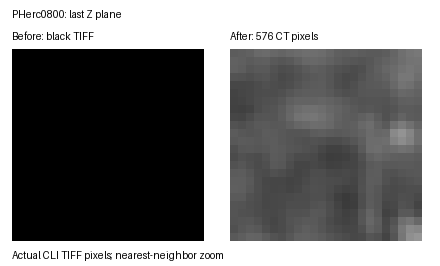 PHerc0800: last Z plane
Before: black TIFF
After: 576 CT pixels
Actual CLI TIFF pixels; nearest-neighbor zoom